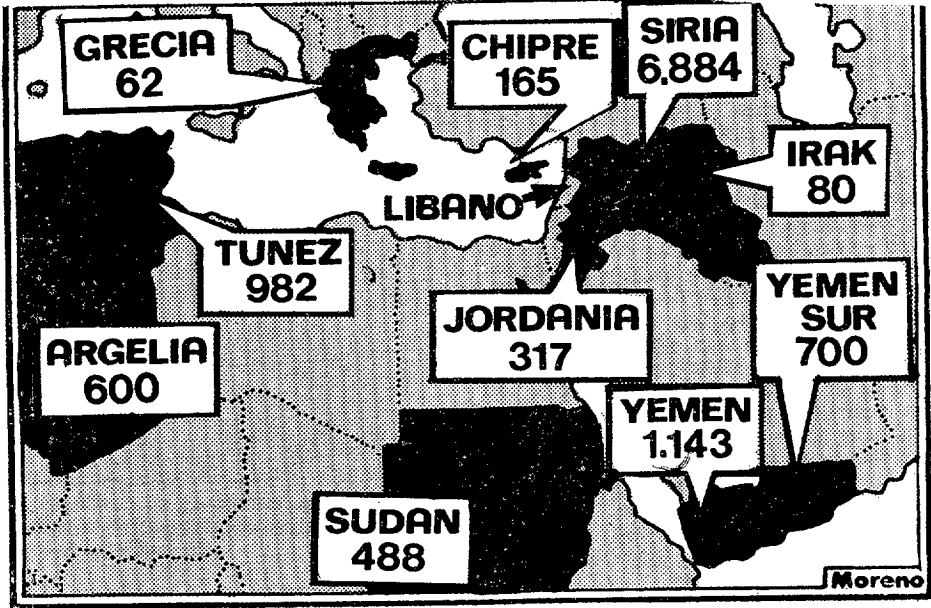 GRECIA
62
CHIPRE
165
SIRIA
6.884
IRAK
80
LIBANO
TUNEZ
982
JORDANIA
317
YEMEN
SUR
700
ARGELIA
600
YEMEN
1.143
SUDAN
488
Moreno